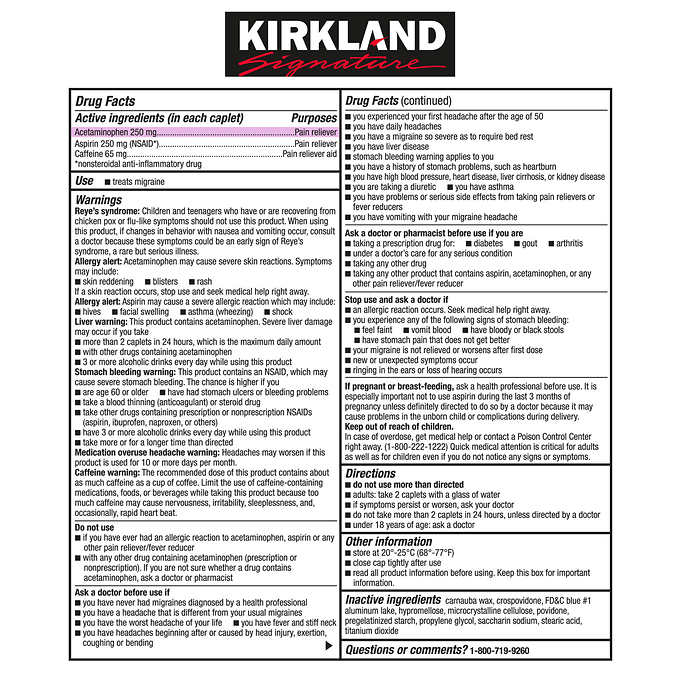 KIRKLAND
Signature
Drug Facts
Active ingredients (in each caplet) Purposes
Acetaminophen 250 mg...Pain reliever
Aspirin 250 mg (NSAID*)...Pain reliever
Caffeine 65 mg...Pain reliever aid
*nonsteroidal anti-inflammatory drug
Use ■ treats migraine
Warnings
Reye's syndrome: Children and teenagers who have or are recovering from
chicken pox or flu-like symptoms should not use this product. When using
this product, if changes in behavior with nausea and vomiting occur, consult
a doctor because these symptoms could be an early sign of Reye's
syndrome, a rare but serious illness.
Allergy alert: Acetaminophen may cause severe skin reactions. Symptoms
may include:
■ skin reddening ■ blisters ■ rash
If a skin reaction occurs, stop use and seek medical help right away.
Allergy alert: Aspirin may cause a severe allergic reaction which may include:
■ hives ■ facial swelling ■ asthma (wheezing) ■ shock
Liver warning: This product contains acetaminophen. Severe liver damage
may occur if you take
■ more than 2 caplets in 24 hours, which is the maximum daily amount
■ with other drugs containing acetaminophen
■ 3 or more alcoholic drinks every day while using this product
Stomach bleeding warning: This product contains an NSAID, which may
cause severe stomach bleeding. The chance is higher if you
■ are age 60 or older ■ have had stomach ulcers or bleeding problems
■ take a blood thinning (anticoagulant) or steroid drug
■ take other drugs containing prescription or nonprescription NSAIDs
(aspirin, ibuprofen, naproxen, or others)
■ have 3 or more alcoholic drinks every day while using this product
■ take more or for a longer time than directed
Medication overuse headache warning: Headaches may worsen if this
product is used for 10 or more days per month.
Caffeine warning: The recommended dose of this product contains about
as much caffeine as a cup of coffee. Limit the use of caffeine-containing
medications, foods, or beverages while taking this product because too
much caffeine may cause nervousness, irritability, sleeplessness, and,
occasionally, rapid heart beat.
Do not use
■ if you have ever had an allergic reaction to acetaminophen, aspirin or any
other pain reliever/fever reducer
■ with any other drug containing acetaminophen (prescription or
nonprescription). If you are not sure whether a drug contains
acetaminophen, ask a doctor or pharmacist
Ask a doctor before use if
■ you have never had migraines diagnosed by a health professional
■ you have a headache that is different from your usual migraines
■ you have the worst headache of your life ■ you have fever and stiff neck
■ you have headaches beginning after or caused by head injury, exertion,
coughing or bending
Drug Facts (continued)
■ you experienced your first headache after the age of 50
■ you have daily headaches
■ you have a migraine so severe as to require bed rest
■ you have liver disease
■ stomach bleeding warning applies to you
■ you have a history of stomach problems, such as heartburn
■ you have high blood pressure, heart disease, liver cirrhosis, or kidney disease
■ you are taking a diuretic ■ you have asthma
■ you have problems or serious side effects from taking pain relievers or
fever reducers
■ you have vomiting with your migraine headache
Ask a doctor or pharmacist before use if you are
■ taking a prescription drug for: ■ diabetes ■ gout ■ arthritis
■ under a doctor's care for any serious condition
■ taking any other drug
■ taking any other product that contains aspirin, acetaminophen, or any
other pain reliever/fever reducer
Stop use and ask a doctor if
■ an allergic reaction occurs. Seek medical help right away.
■ you experience any of the following signs of stomach bleeding:
■ feel faint ■ vomit blood ■ have bloody or black stools
■ have stomach pain that does not get better
■ your migraine is not relieved or worsens after first dose
■ new or unexpected symptoms occur
■ ringing in the ears or loss of hearing occurs
If pregnant or breast-feeding, ask a health professional before use. It is
especially important not to use aspirin during the last 3 months of
pregnancy unless definitely directed to do so by a doctor because it may
cause problems in the unborn child or complications during delivery.
Keep out of reach of children.
In case of overdose, get medical help or contact a Poison Control Center
right away. (1-800-222-1222) Quick medical attention is critical for adults
as well as for children even if you do not notice any signs or symptoms.
Directions
■ do not use more than directed
■ adults: take 2 caplets with a glass of water
■ if symptoms persist or worsen, ask your doctor
■ do not take more than 2 caplets in 24 hours, unless directed by a doctor
■ under 18 years of age: ask a doctor
Other information
■ store at 20°-25°C (68°-77°F)
■ close cap tightly after use
■ read all product information before using. Keep this box for important
information.
Inactive ingredients carnauba wax, crospovidone, FD&C blue #1
aluminum lake, hypromellose, microcrystalline cellulose, povidone,
pregelatinized starch, propylene glycol, saccharin sodium, stearic acid,
titanium dioxide
Questions or comments? 1-800-719-9260